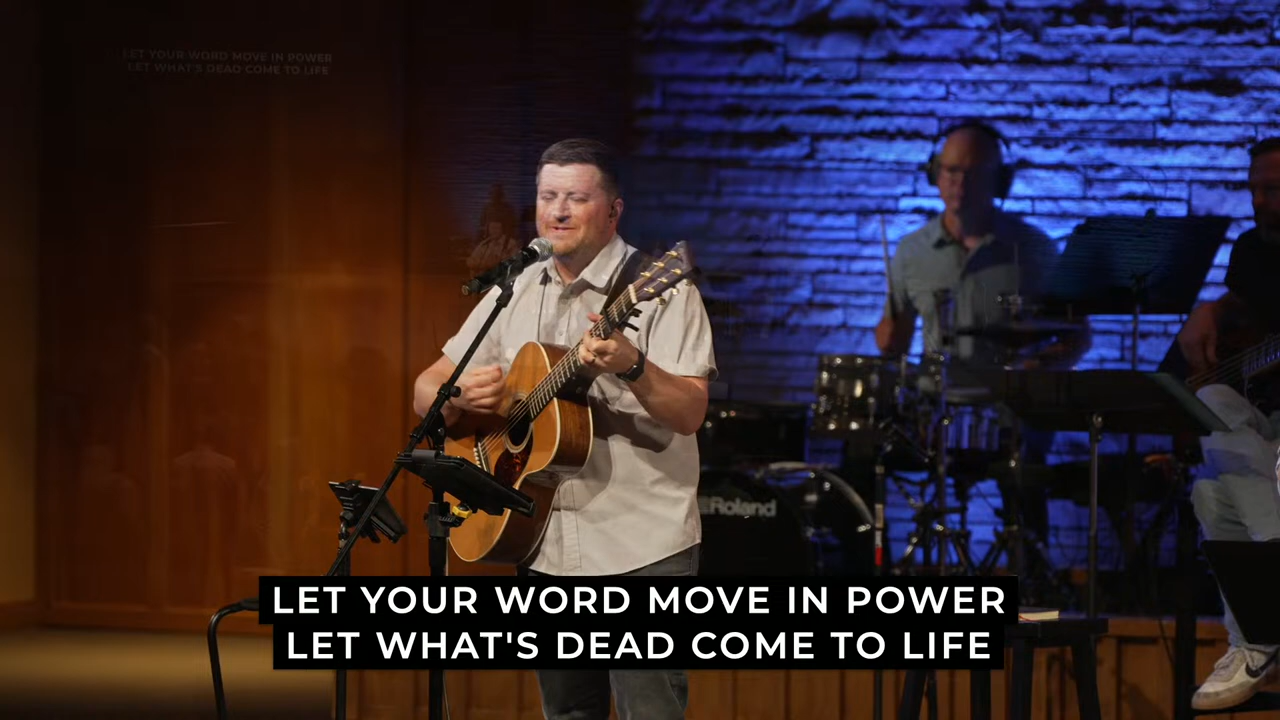 LET YOUR WORD MOVE IN POWER
LET WHAT'S DEAD COME TO LIFE
Roland
LET YOUR WORD MOVE IN POWER
LET WHAT'S DEAD COME TO LIFE